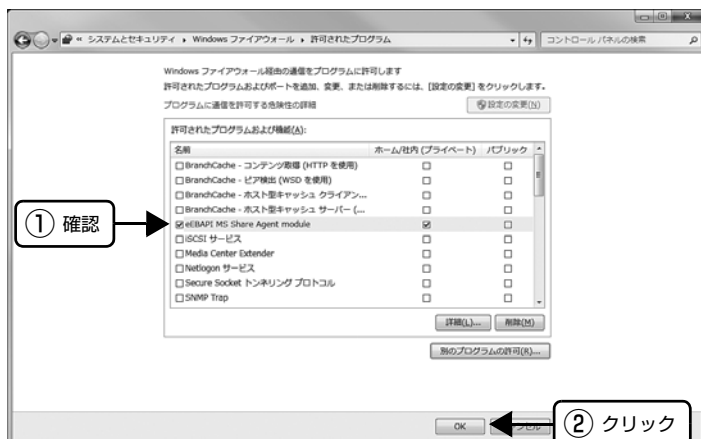 « システムとセキュリティ ▸ Windows ファイアウォール ▸ 許可されたプログラム
コントロール パネルの検索
Windows ファイアウォール経由の通信をプログラムに許可します
許可されたプログラムおよびポートを追加、変更、または削除するには、[設定の変更] をクリックします。
プログラムに通信を許可する危険性の詳細
設定の変更(N)
許可されたプログラムおよび機能(A):
名前 ホーム/社内 (プライベート) パブリック
BranchCache - コンテンツ取得 (HTTP を使用)
BranchCache - ピア検出 (WSD を使用)
BranchCache - ホスト型キャッシュ クライアン...
BranchCache - ホスト型キャッシュ サーバー (...
① 確認
eEBAPI MS Share Agent module
iSCSI サービス
Media Center Extender
Netlogon サービス
Secure Socket トンネリング プロトコル
SNMP Trap
詳細(L)... 削除(M)
別のプログラムの許可(R)...
OK
② クリック